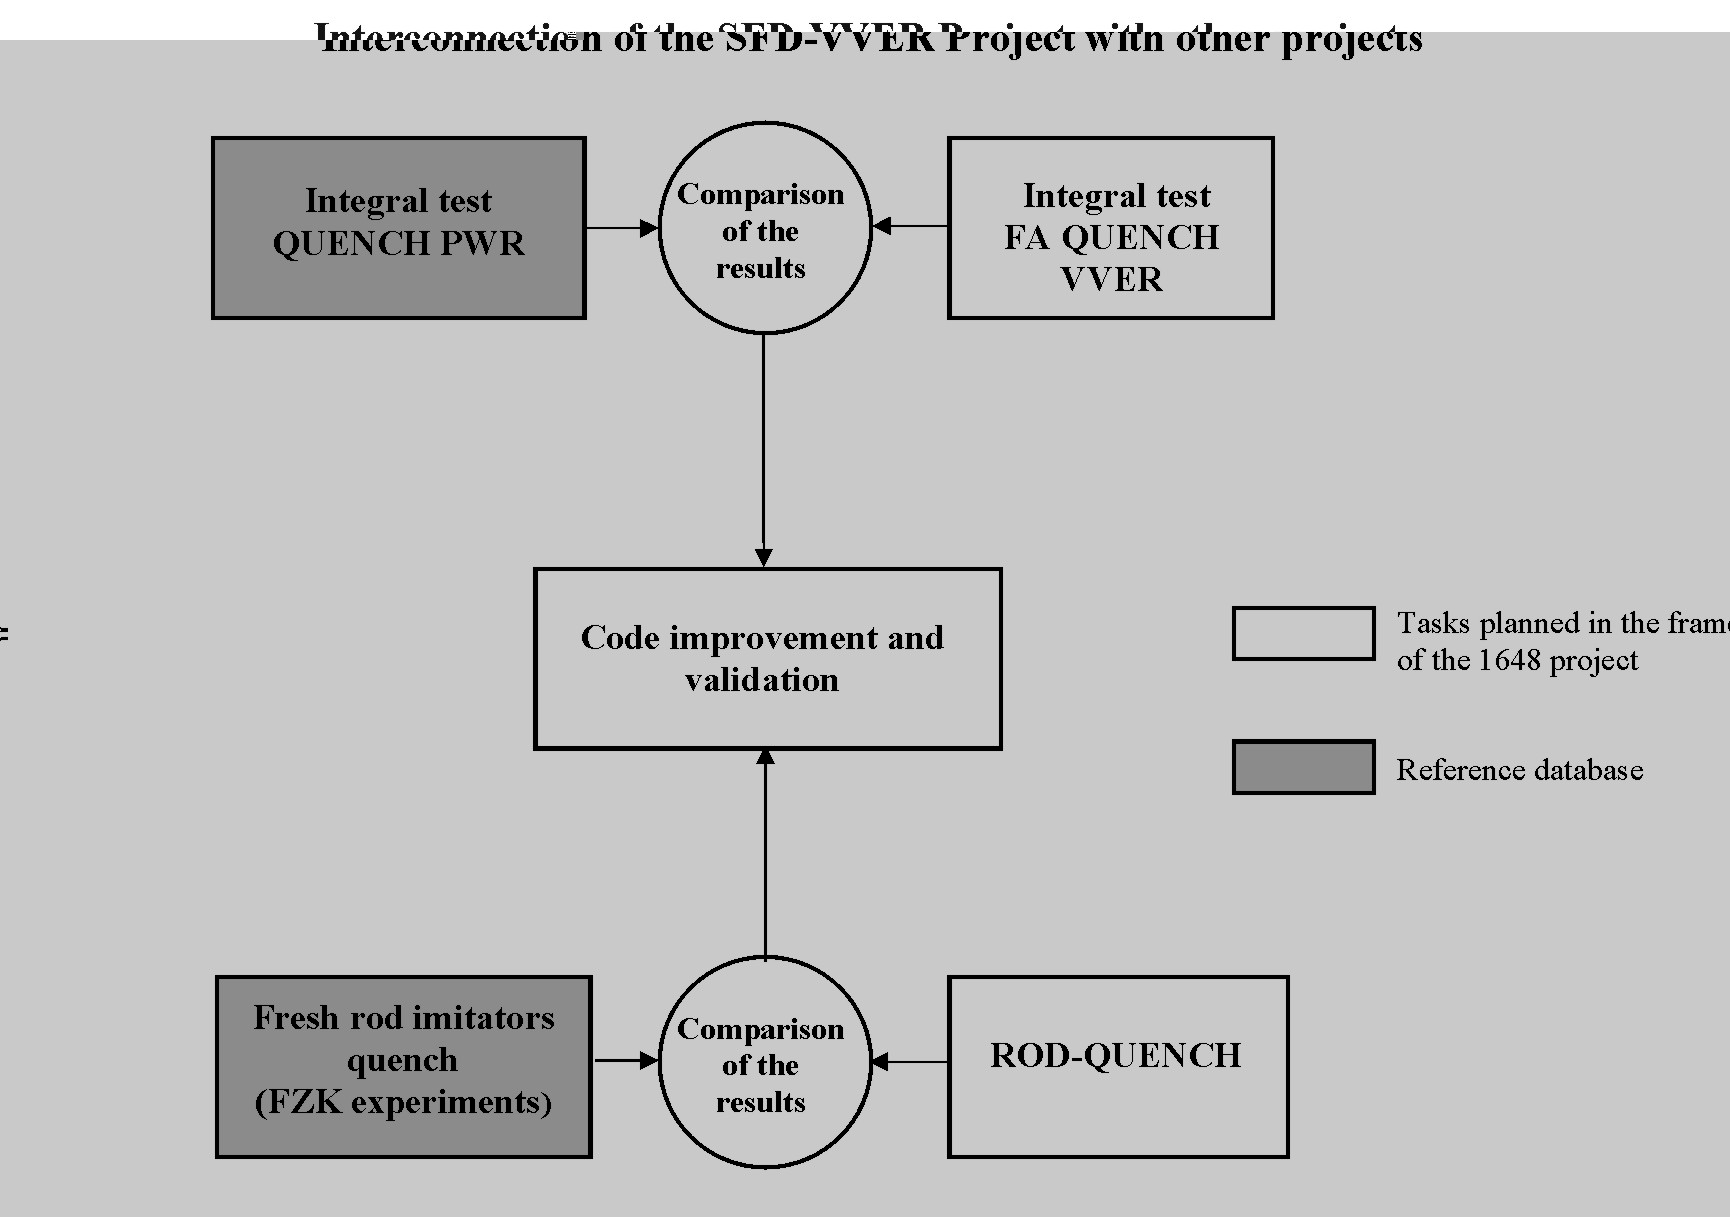 Interconnection of the SFD-VVER Project with other projects
Integral test
QUENCH PWR
Comparison
of the
results
Integral test
FA QUENCH
VVER
Code improvement and
validation
Tasks planned in the fram
of the 1648 project
Reference database
Fresh rod imitators
quench
(FZK experiments)
Comparison
of the
results
ROD-QUENCH